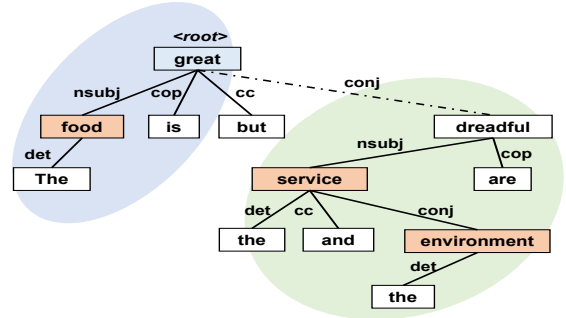 <root>
great
conj
nsubj cop cc
food is but dreadful
nsubj
det cop
The service are
det cc conj
the and environment
det
the